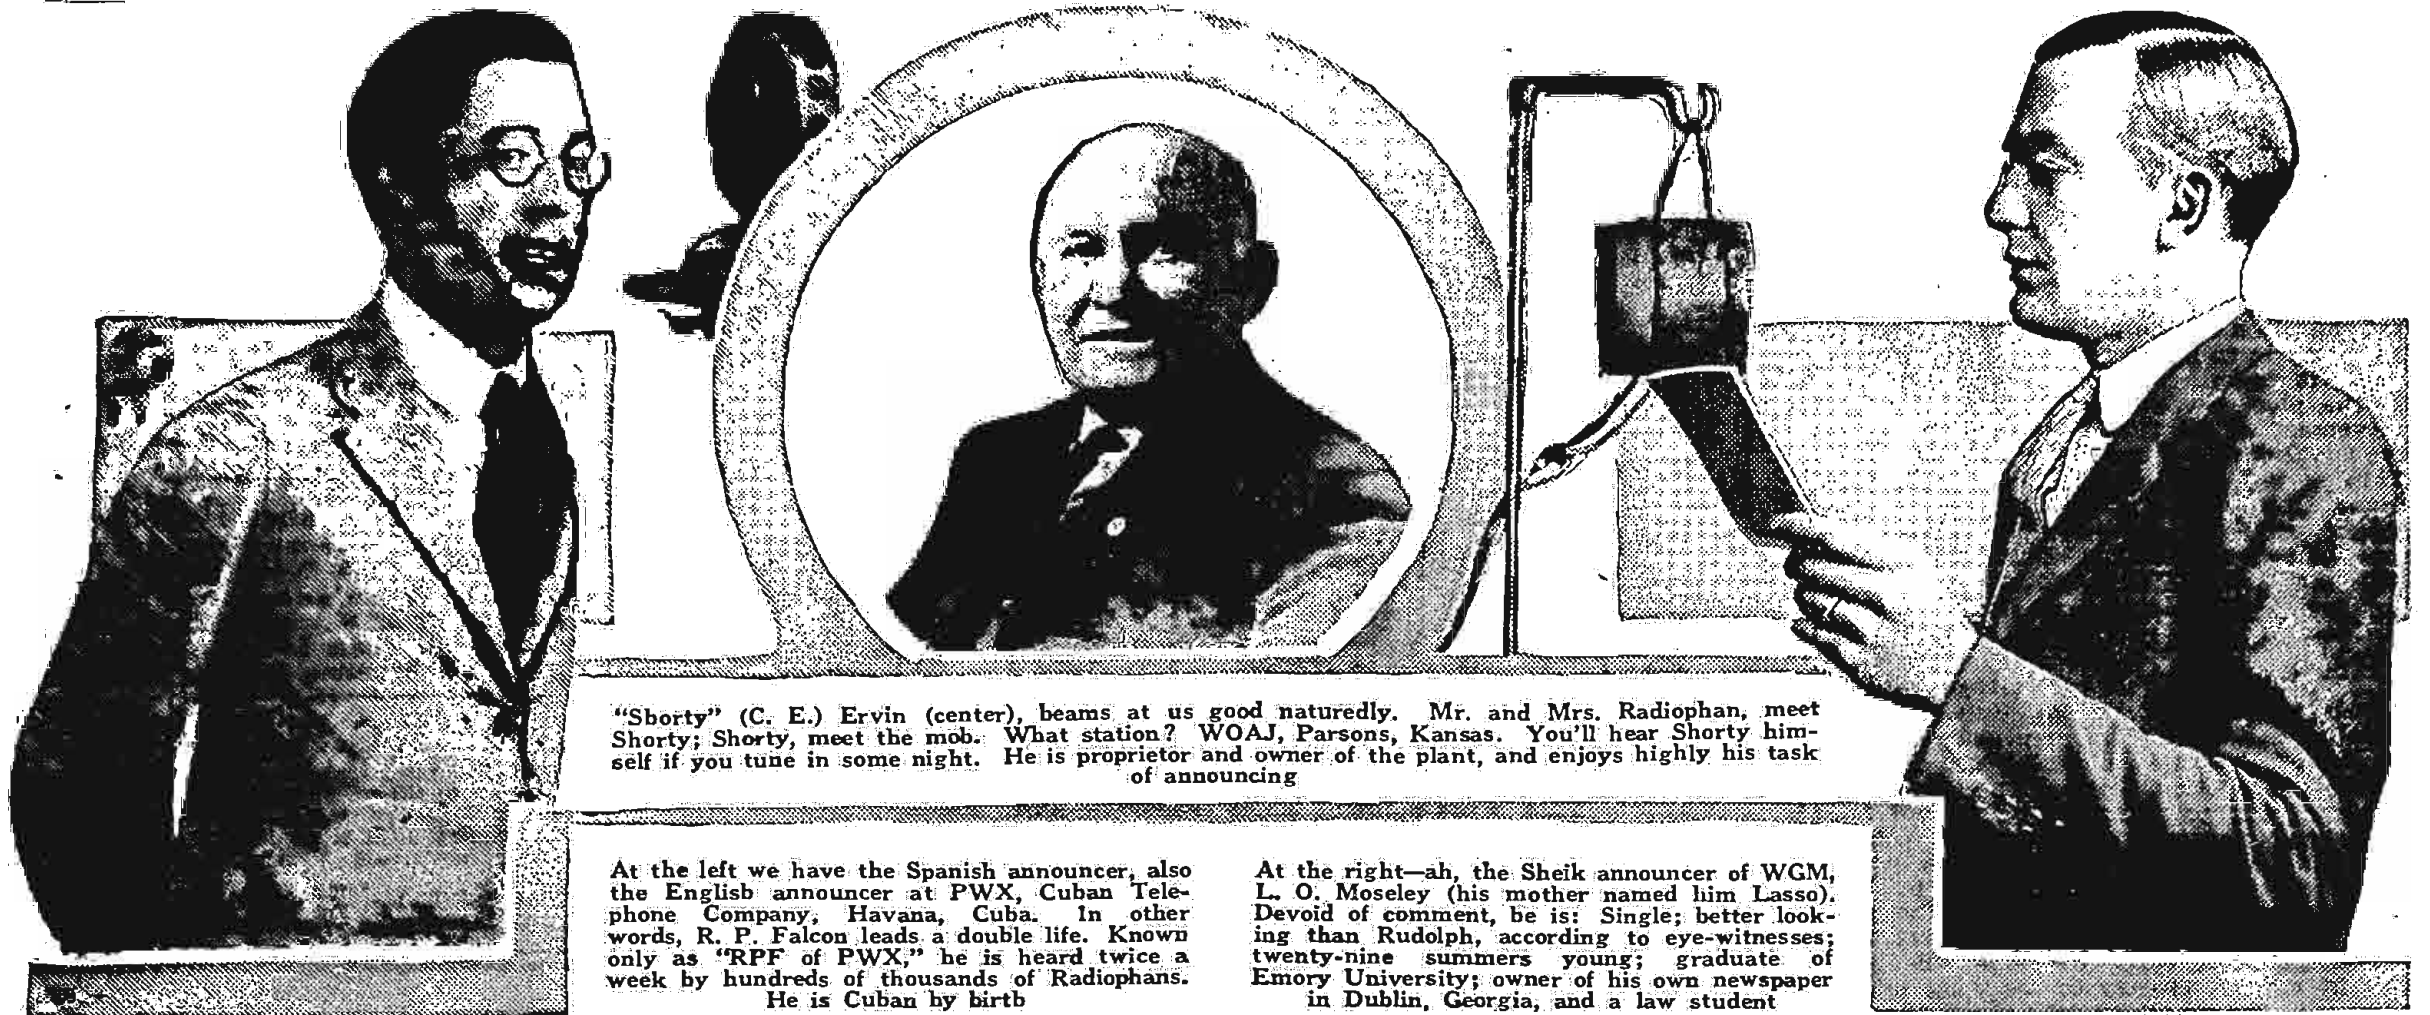 "Shorty" (C. E.) Ervin (center), beams at us good naturedly. Mr. and Mrs. Radiophan, meet
Shorty; Shorty, meet the mob. What station? WOAJ, Parsons, Kansas. You'll hear Shorty him-
self if you tune in some night. He is proprietor and owner of the plant, and enjoys highly his task
of announcing
At the left we have the Spanish announcer, also
the English announcer at PWX, Cuban Tele-
phone Company, Havana, Cuba. In other
words, R. P. Falcon leads a double life. Known
only as "RPF of PWX," he is heard twice a
week by hundreds of thousands of Radiophans.
He is Cuban by birth
At the right—ah, the Sheik announcer of WGM,
L. O. Moseley (his mother named him Lasso).
Devoid of comment, he is: Single; better look-
ing than Rudolph, according to eye-witnesses;
twenty-nine summers young; graduate of
Emory University; owner of his own newspaper
in Dublin, Georgia, and a law student